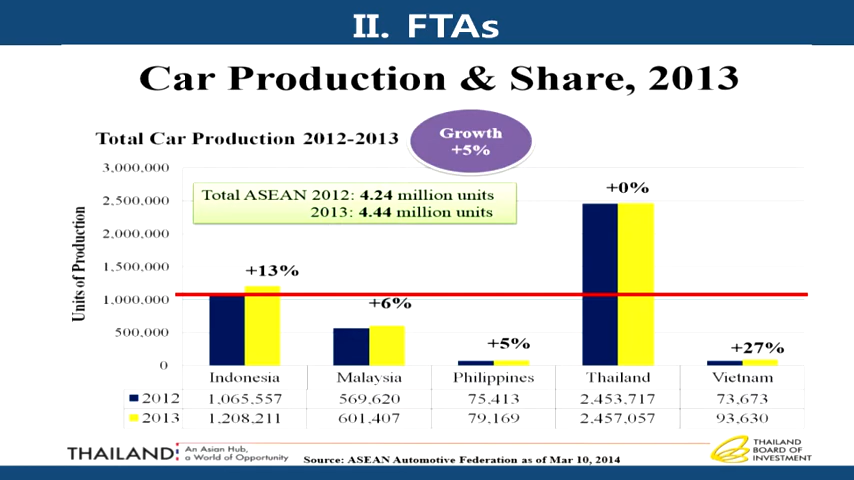 II. FTAs
Car Production & Share, 2013
Total Car Production 2012-2013
Growth
+5%
3,000,000
2,500,000
2,000,000
1,500,000
1,000,000
500,000
0
Units of Production
Total ASEAN 2012: 4.24 million units
2013: 4.44 million units
+13%
+6%
+5%
+0%
+27%
Indonesia Malaysia Philippines Thailand Vietnam
2012 1,065,557 569,620 75,413 2,453,717 73,673
2013 1,208,211 601,407 79,169 2,457,057 93,630
THAILAND
An Asian Hub,
a World of Opportunity
Source: ASEAN Automotive Federation as of Mar 10, 2014
THAILAND
BOARD OF
INVESTMENT